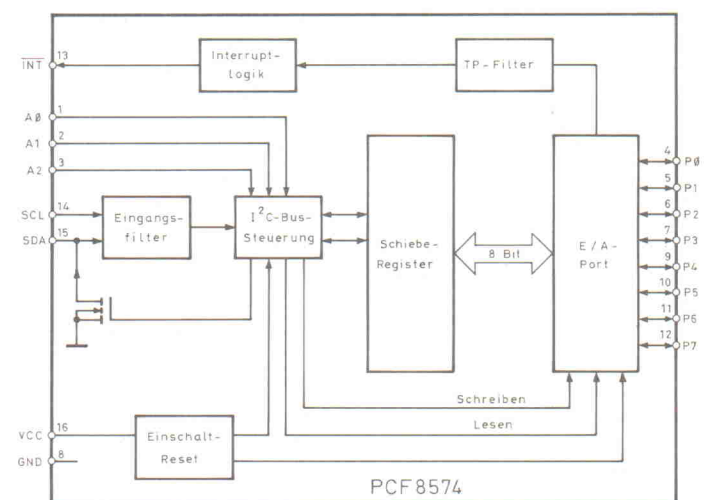 INT
13
Interrupt-
Logik
TP-Filter
AØ
1
A1
2
A2
3
SCL
14
SDA
15
Eingangs-
filter
I²C-Bus-
Steuerung
Schiebe-
Register
8 Bit
E/A-
Port
4
PØ
5
P1
6
P2
7
P3
9
P4
10
P5
11
P6
12
P7
Schreiben
Lesen
VCC
16
GND
8
Einschalt-
Reset
PCF8574